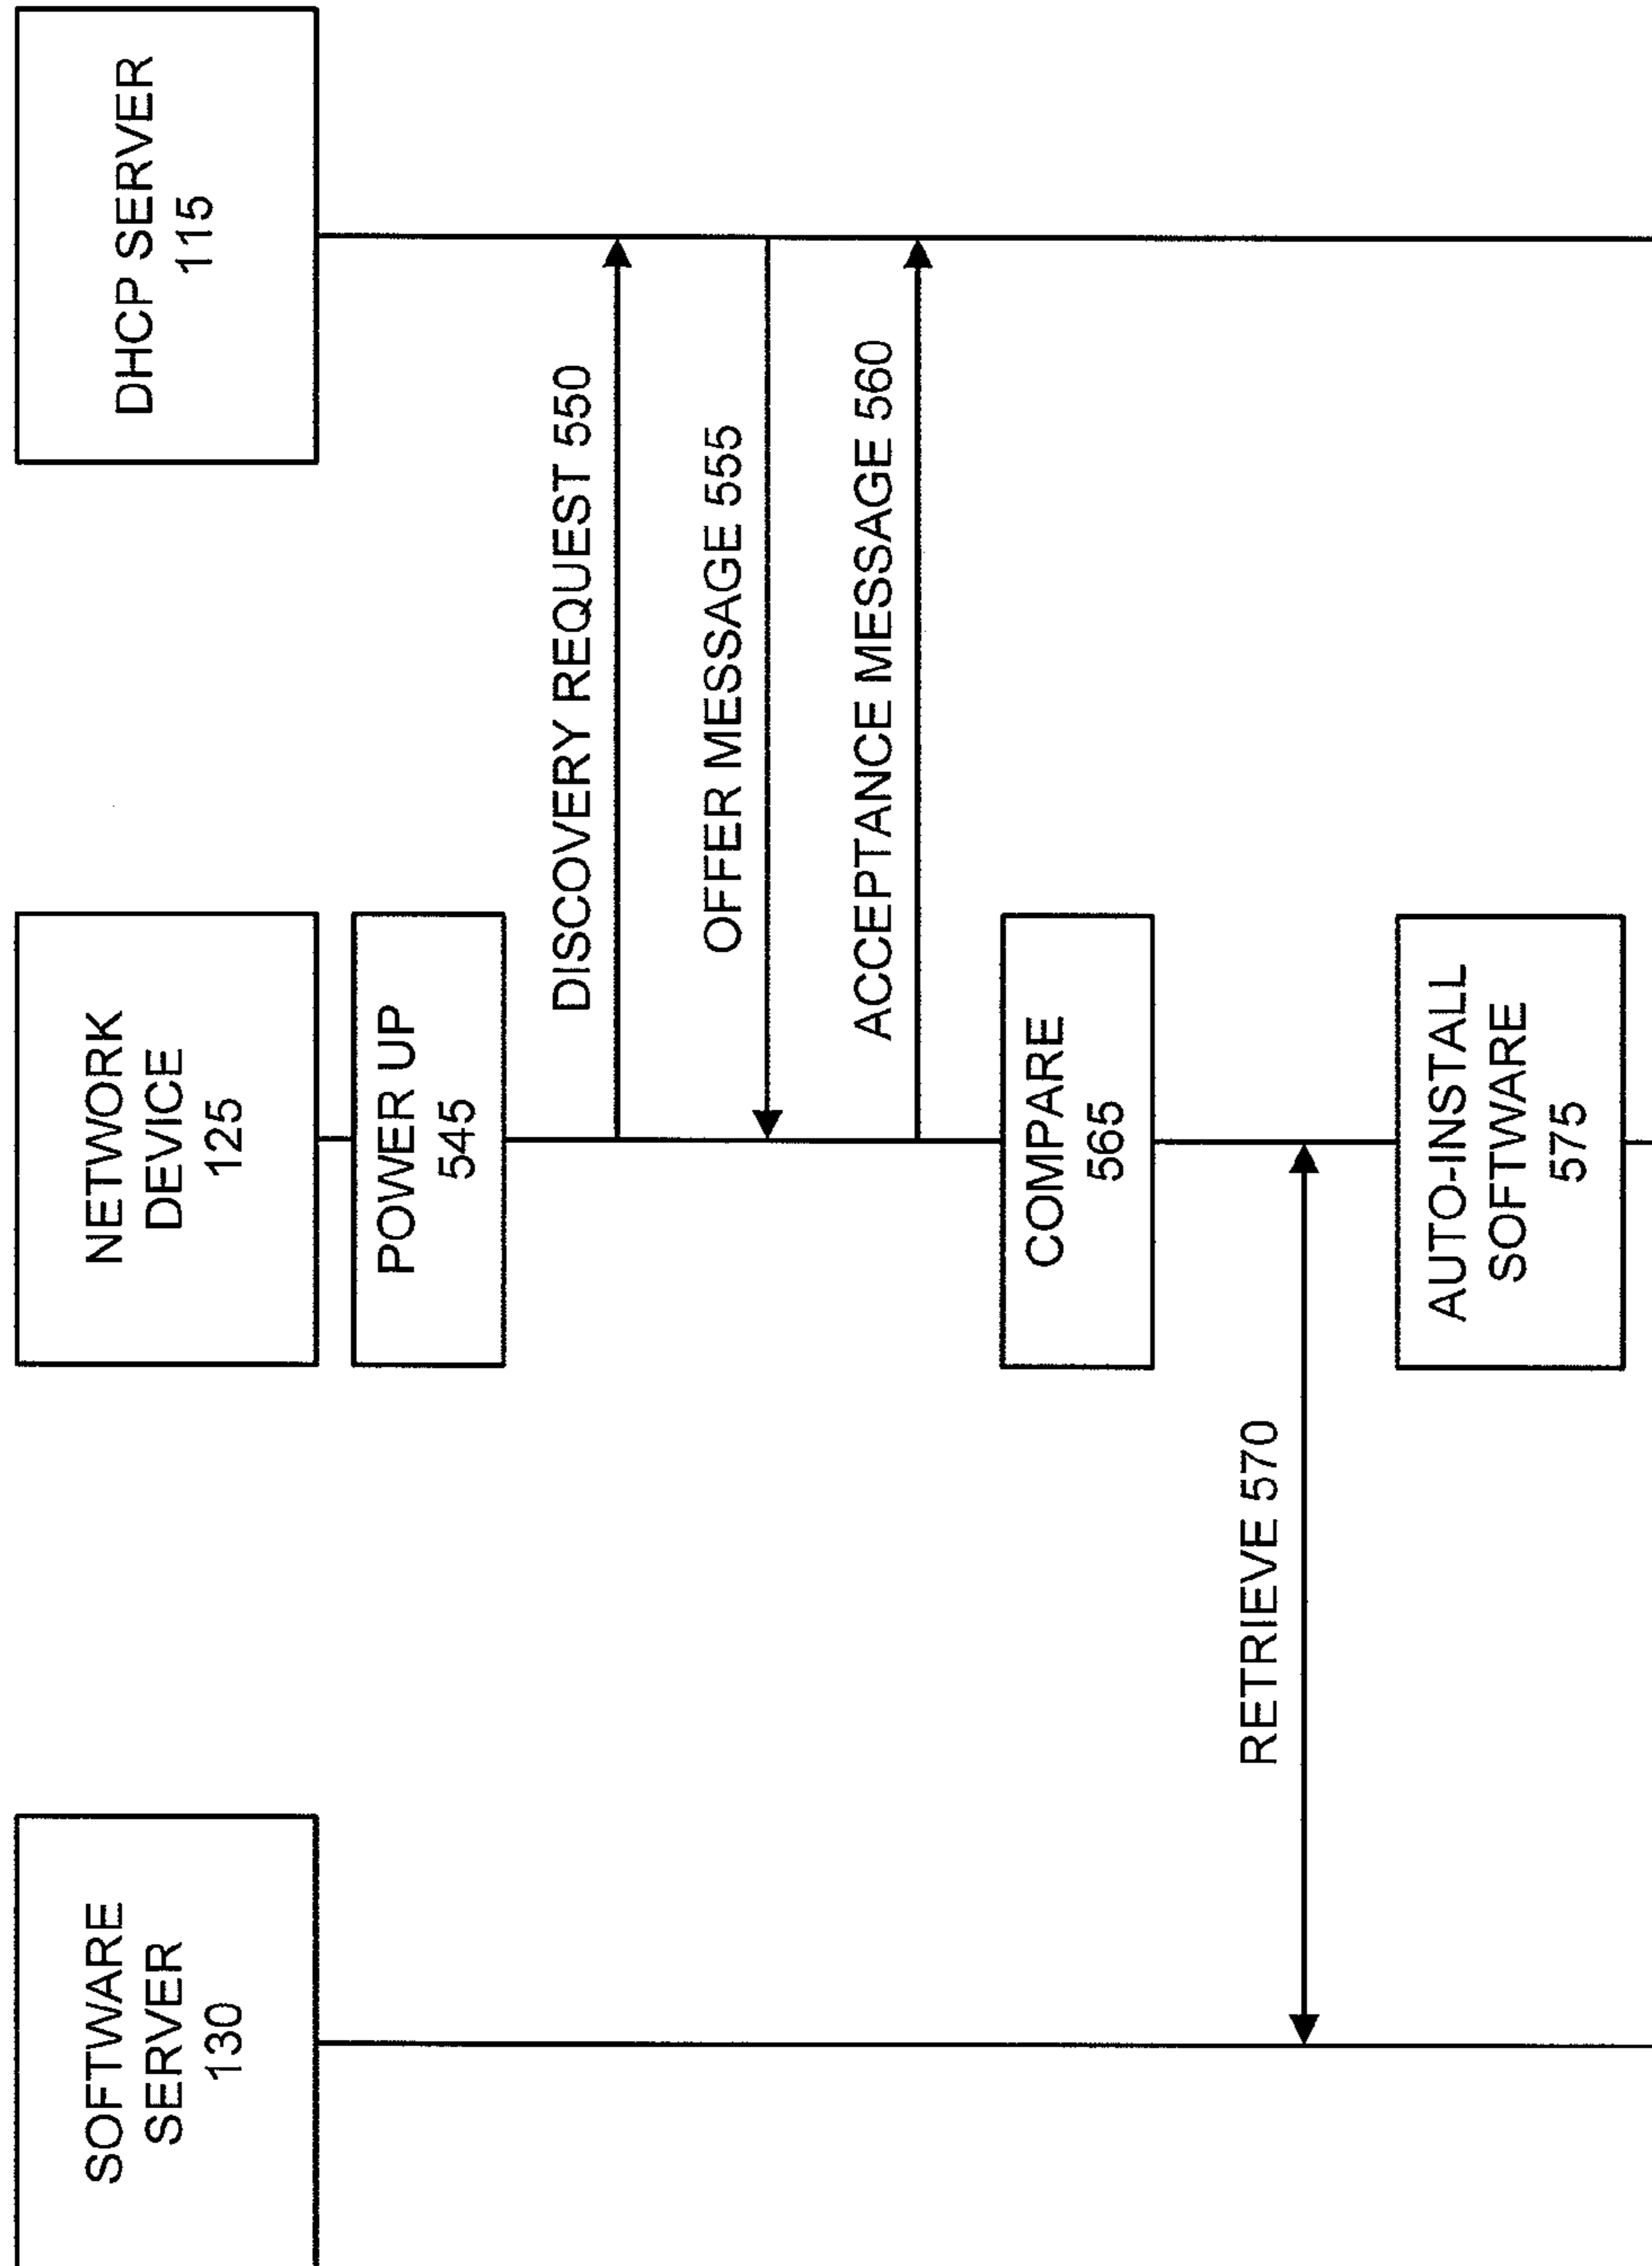 SOFTWARE
SERVER
130
NETWORK
DEVICE
125
DHCP SERVER
115
POWER UP
545
DISCOVERY REQUEST 550
OFFER MESSAGE 555
ACCEPTANCE MESSAGE 560
COMPARE
565
RETRIEVE 570
AUTO-INSTALL
SOFTWARE
575